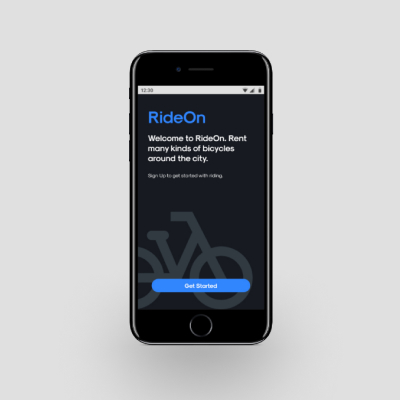 12:30
RideOn
Welcome to RideOn. Rent
many kinds of bicycles
around the city.
Sign Up to get started with riding.
Get Started